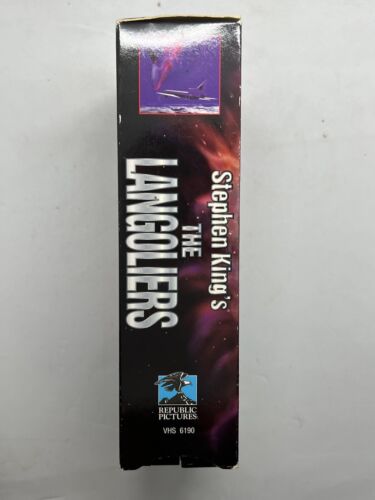 Stephen King's
THE
LANGOLIERS
REPUBLIC
PICTURES
VHS 6190